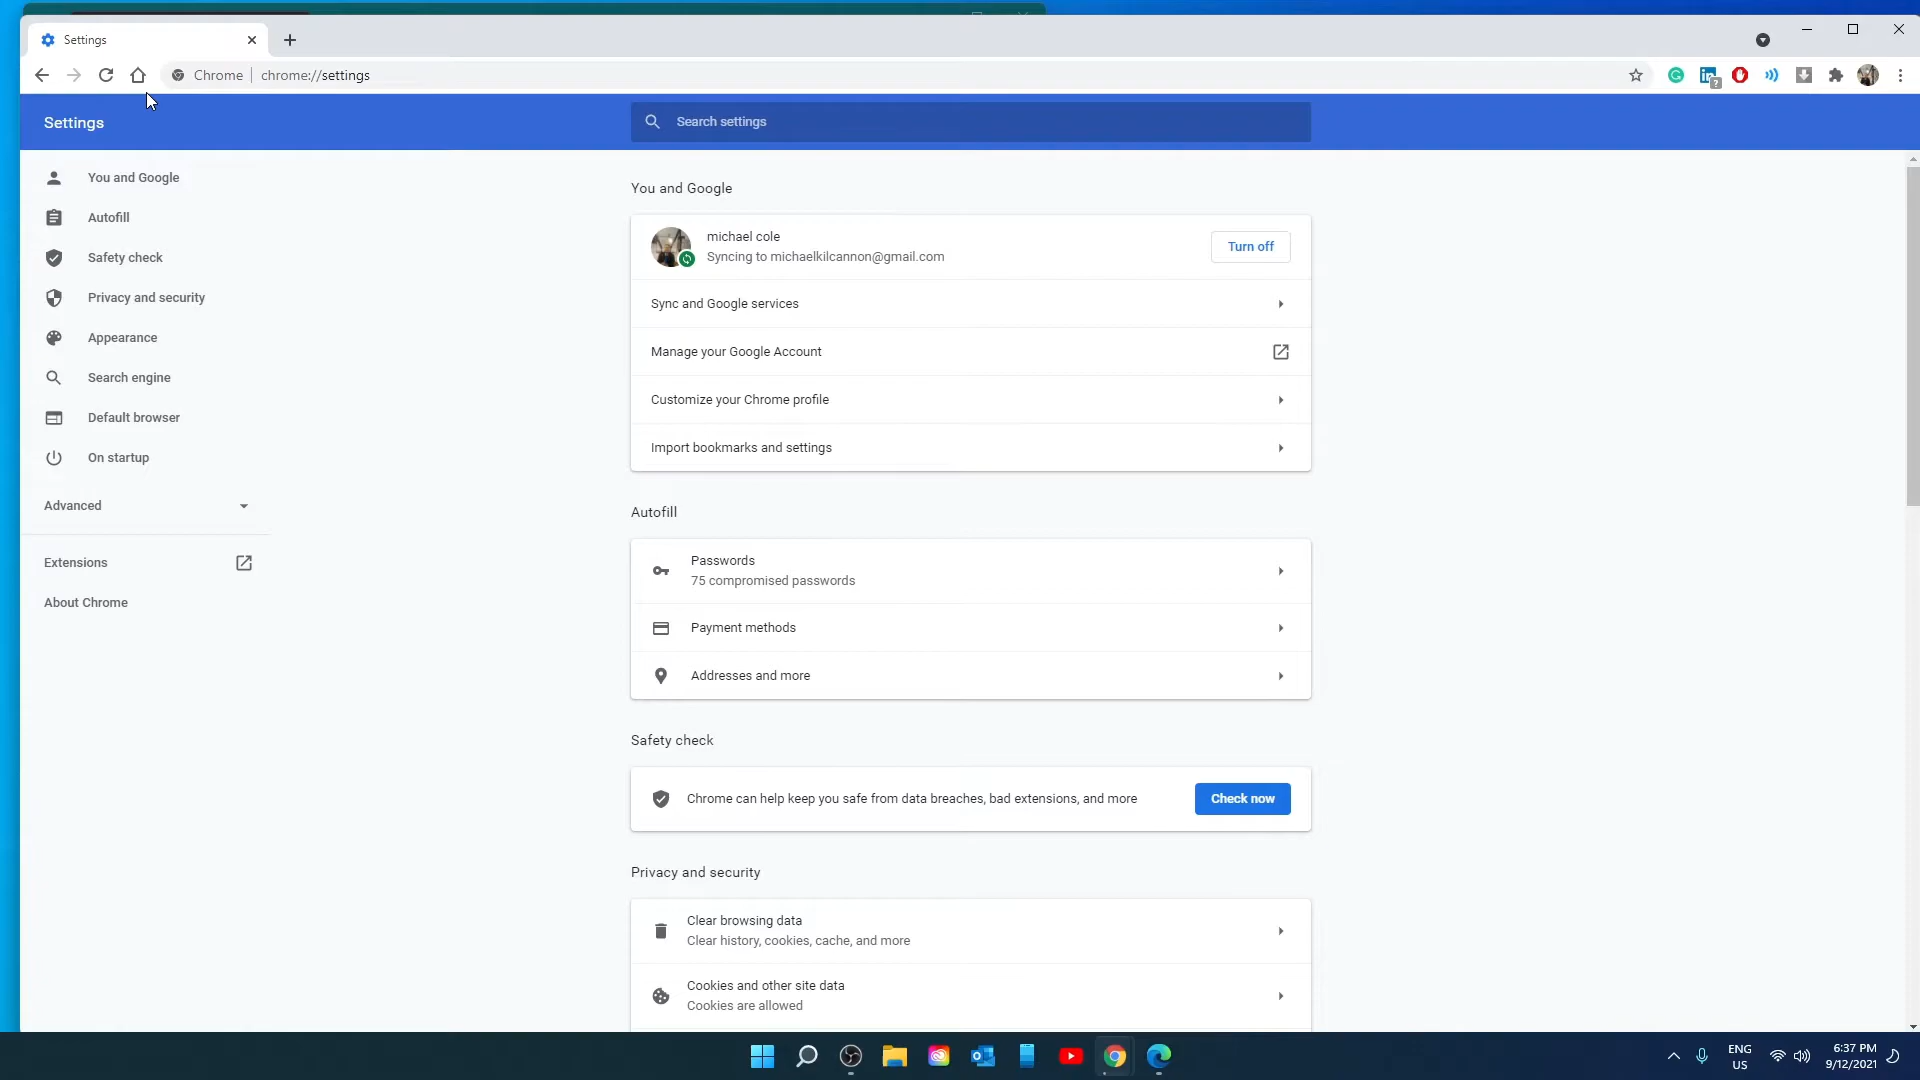 Settings
Chrome
chrome://settings
?
Settings
Search settings
You and Google
Autofill
Safety check
Privacy and security
Appearance
Search engine
Default browser
On startup
Advanced
Extensions
About Chrome
You and Google
michael cole
Syncing to michaelkilcannon@gmail.com
Turn off
Sync and Google services
Manage your Google Account
Customize your Chrome profile
Import bookmarks and settings
Autofill
Passwords
75 compromised passwords
Payment methods
Addresses and more
Safety check
Chrome can help keep you safe from data breaches, bad extensions, and more
Check now
Privacy and security
Clear browsing data
Clear history, cookies, cache, and more
Cookies and other site data
Cookies are allowed
ENG
US
6:37 PM
9/12/2021